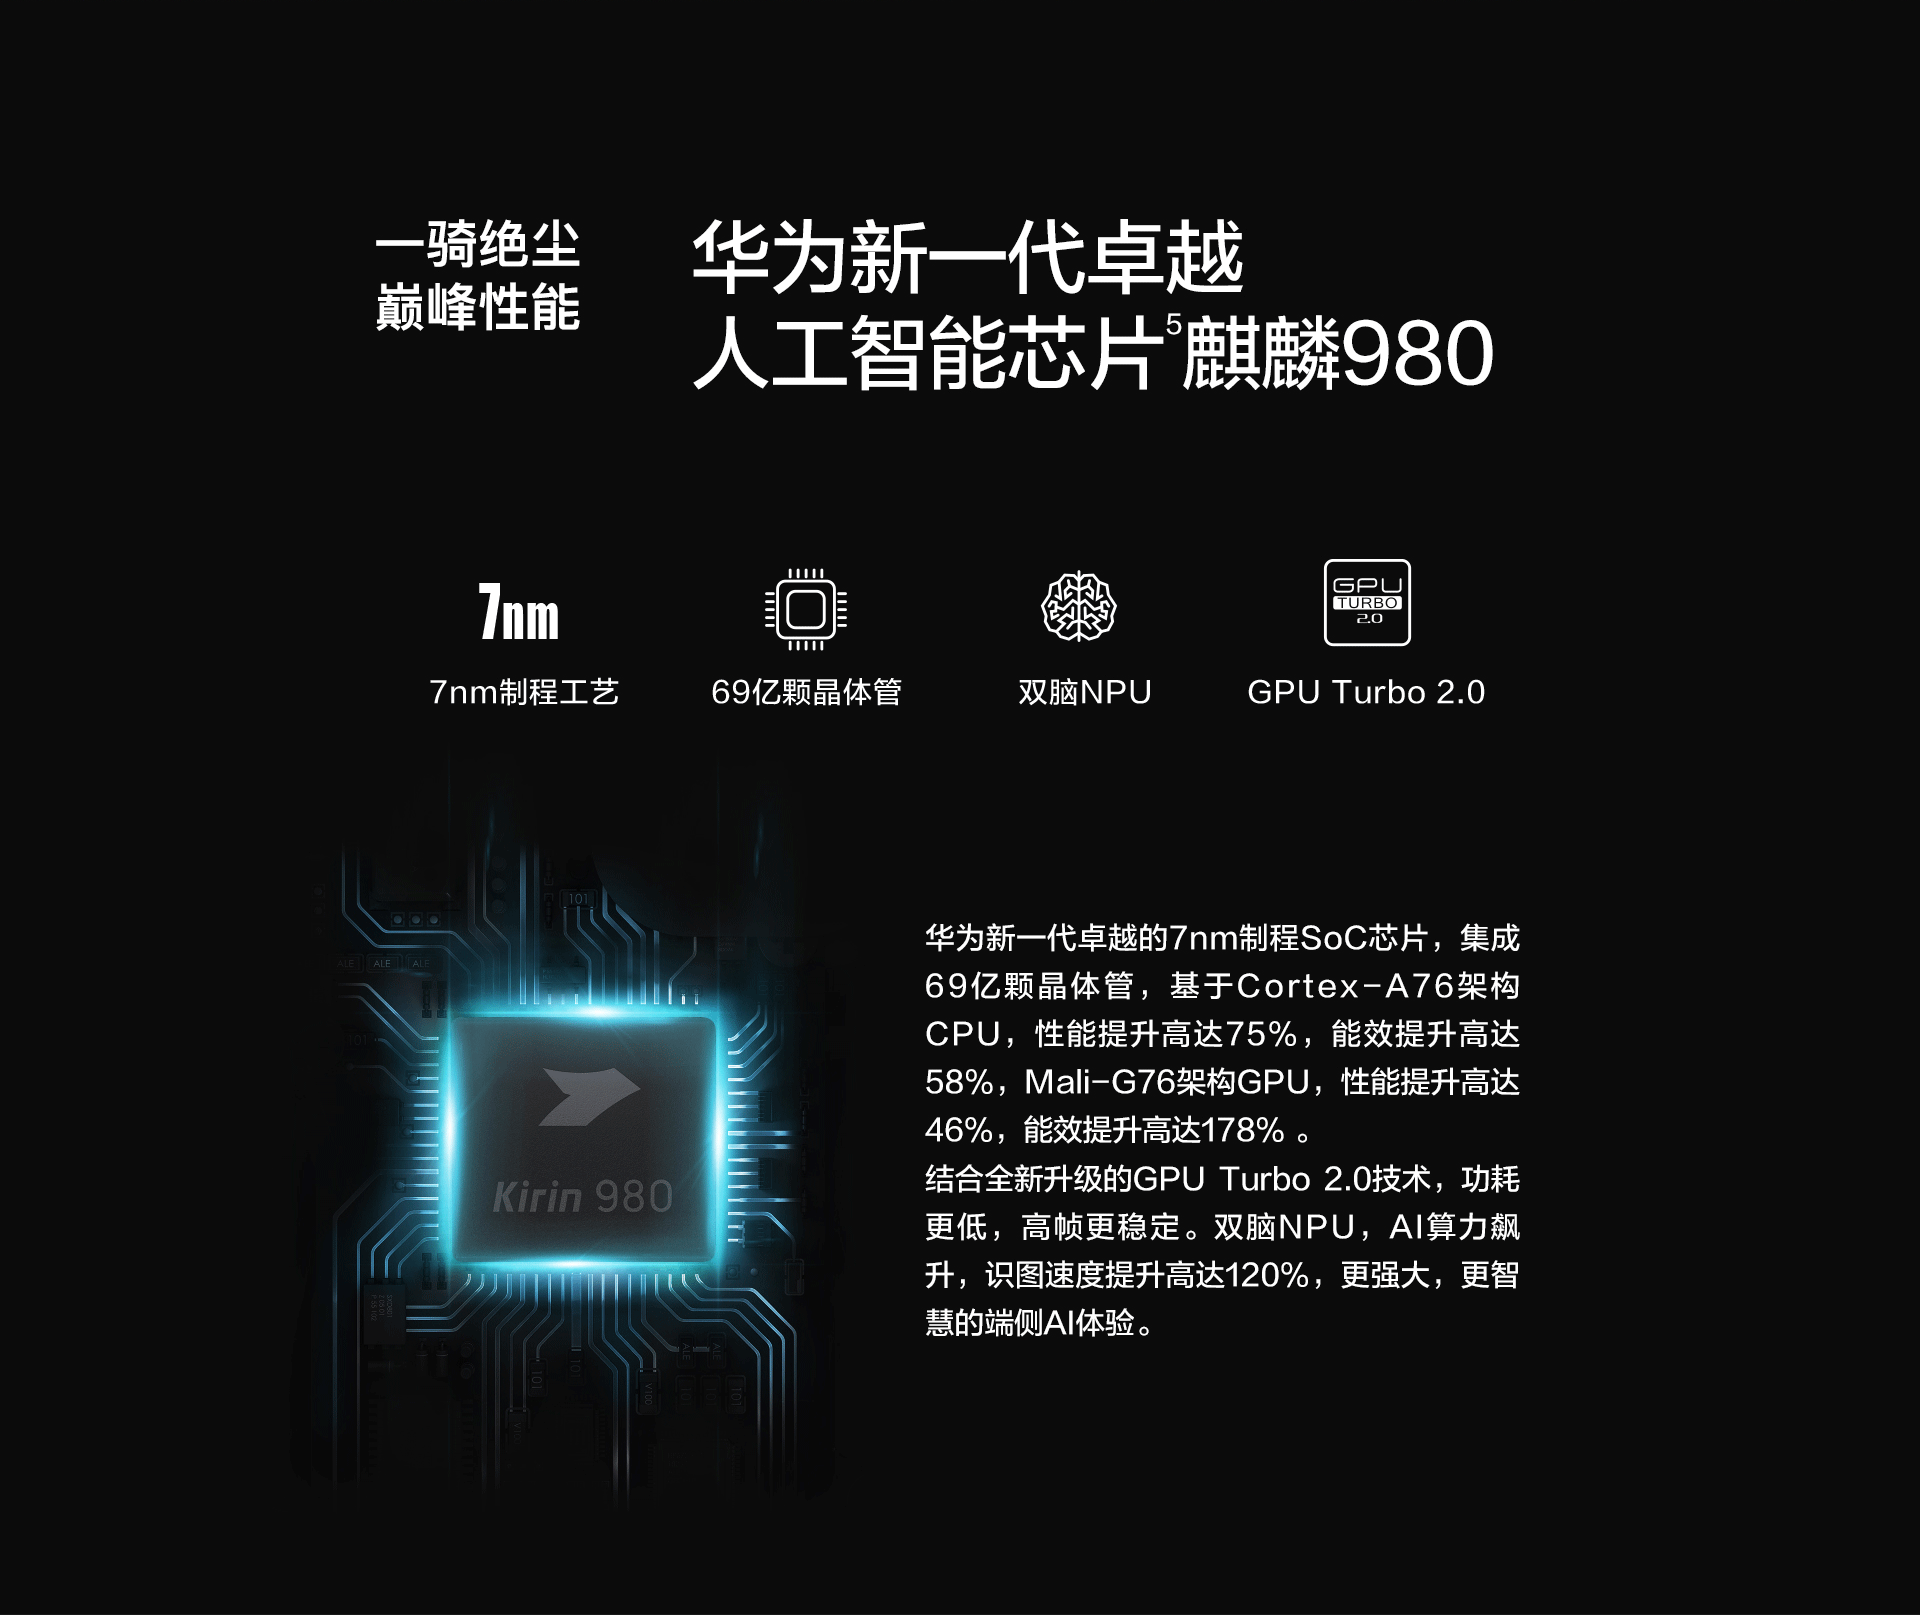 一骑绝尘
巅峰性能
华为新一代卓越
人工智能芯片5麒麟980
7nm
GPU
TURBO
2.0
7nm制程工艺
69亿颗晶体管
双脑NPU
GPU Turbo 2.0
101
ALE
ALE
ALE
Kirin 980
华为新一代卓越的7nm制程SoC芯片，集成
69亿颗晶体管，基于Cortex-A76架构
CPU，性能提升高达75%，能效提升高达
58%，Mali-G76架构GPU，性能提升高达
46%，能效提升高达178% 。
结合全新升级的GPU Turbo 2.0技术，功耗
更低，高帧更稳定。双脑NPU，AI算力飙
升，识图速度提升高达120%，更强大，更智
慧的端侧AI体验。
101
101
V100
ALE
ALE
101